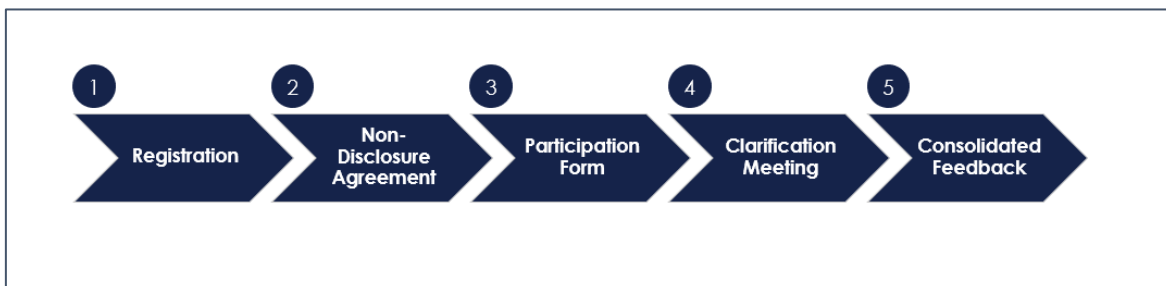 1
Registration
2
Non-
Disclosure
Agreement
3
Participation
Form
4
Clarification
Meeting
5
Consolidated
Feedback